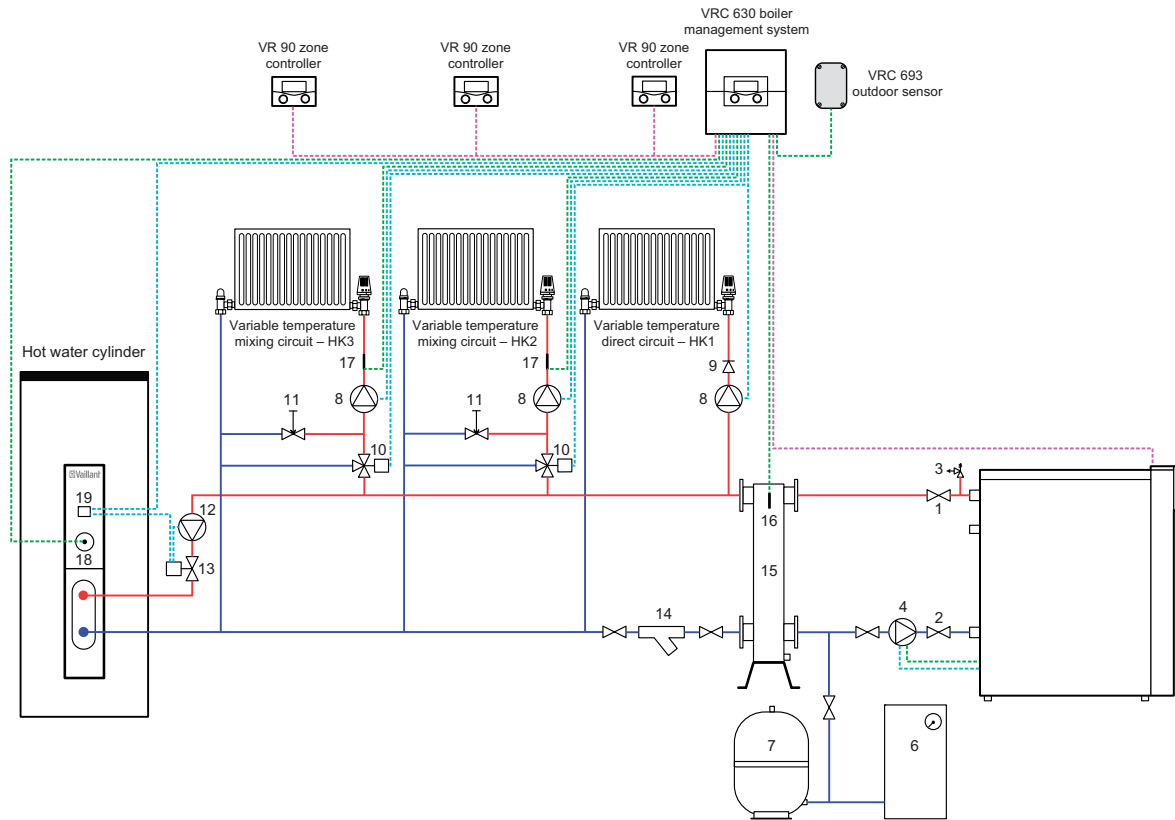 VRC 630 boiler
management system
VR 90 zone
controller
VR 90 zone
controller
VR 90 zone
controller
VRC 693
outdoor sensor
Variable temperature
mixing circuit – HK3
Variable temperature
mixing circuit – HK2
Variable temperature
direct circuit – HK1
Hot water cylinder
17
17
9
8
8
8
11
11
10
10
Vaillant
19
12
18
13
3
1
16
15
14
4
2
7
6